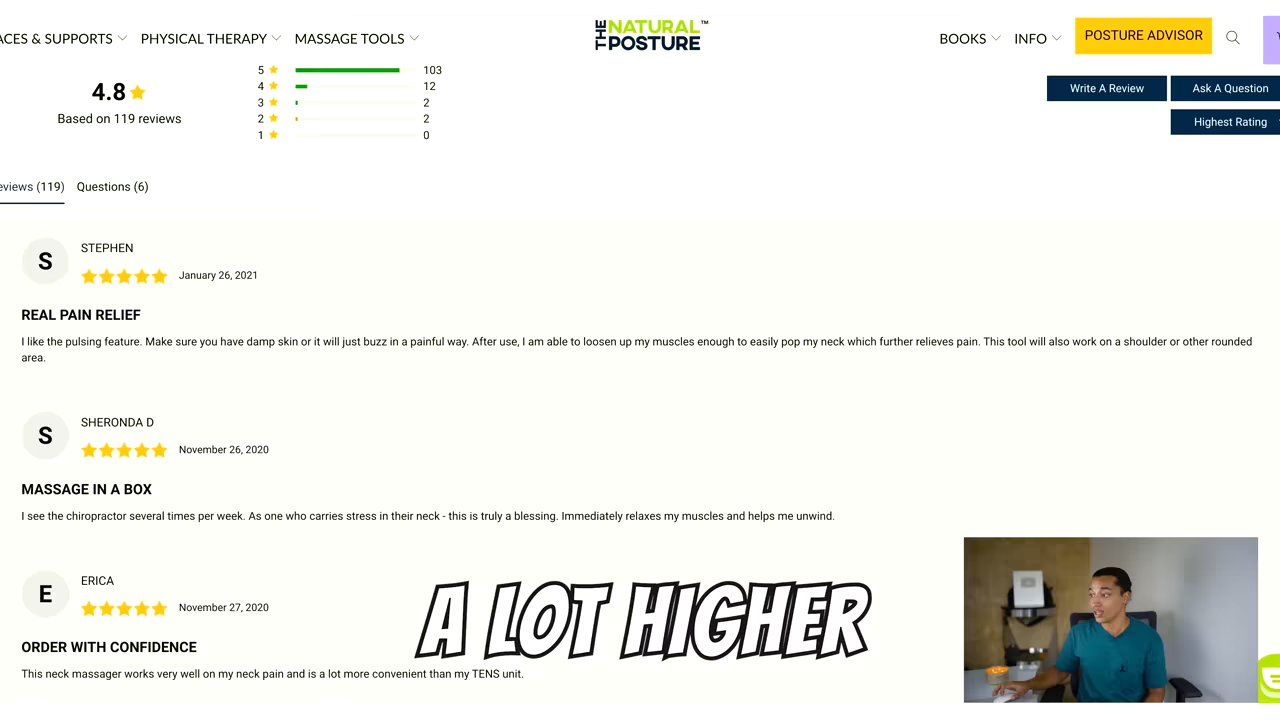 ACES & SUPPORTS
PHYSICAL THERAPY
MASSAGE TOOLS
THE NATURAL POSTURE™
BOOKS
INFO
POSTURE ADVISOR
4.8
Based on 119 reviews
5 103
4 12
3 2
2 2
1 0
Write A Review
Ask A Question
Highest Rating
eviews (119)
Questions (6)
S
STEPHEN
January 26, 2021
REAL PAIN RELIEF
I like the pulsing feature. Make sure you have damp skin or it will just buzz in a painful way. After use, I am able to loosen up my muscles enough to easily pop my neck which further relieves pain. This tool will also work on a shoulder or other rounded
area.
S
SHERONDA D
November 26, 2020
MASSAGE IN A BOX
I see the chiropractor several times per week. As one who carries stress in their neck - this is truly a blessing. Immediately relaxes my muscles and helps me unwind.
E
ERICA
November 27, 2020
ORDER WITH CONFIDENCE
This neck massager works very well on my neck pain and is a lot more convenient than my TENS unit.
A LOT HIGHER